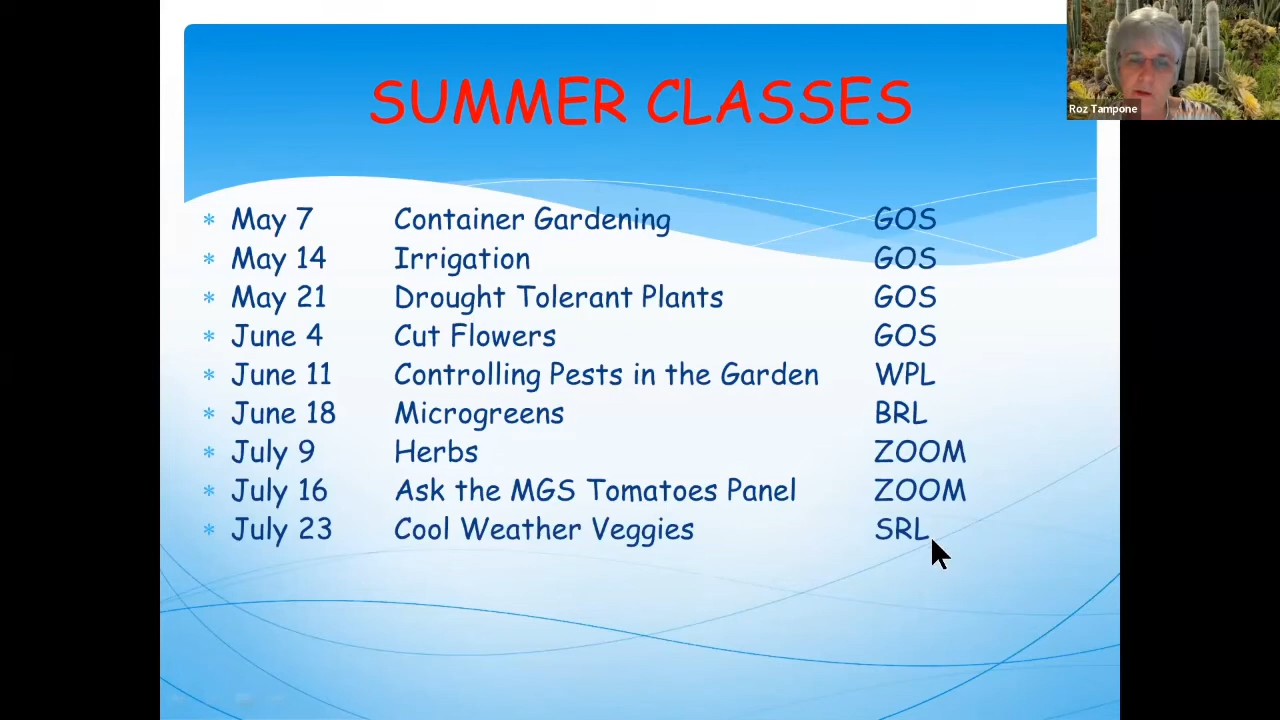 SUMMER CLASSES
Roz Tampone
* May 7 Container Gardening GOS
* May 14 Irrigation GOS
* May 21 Drought Tolerant Plants GOS
* June 4 Cut Flowers GOS
* June 11 Controlling Pests in the Garden WPL
* June 18 Microgreens BRL
* July 9 Herbs ZOOM
* July 16 Ask the MGS Tomatoes Panel ZOOM
* July 23 Cool Weather Veggies SRL